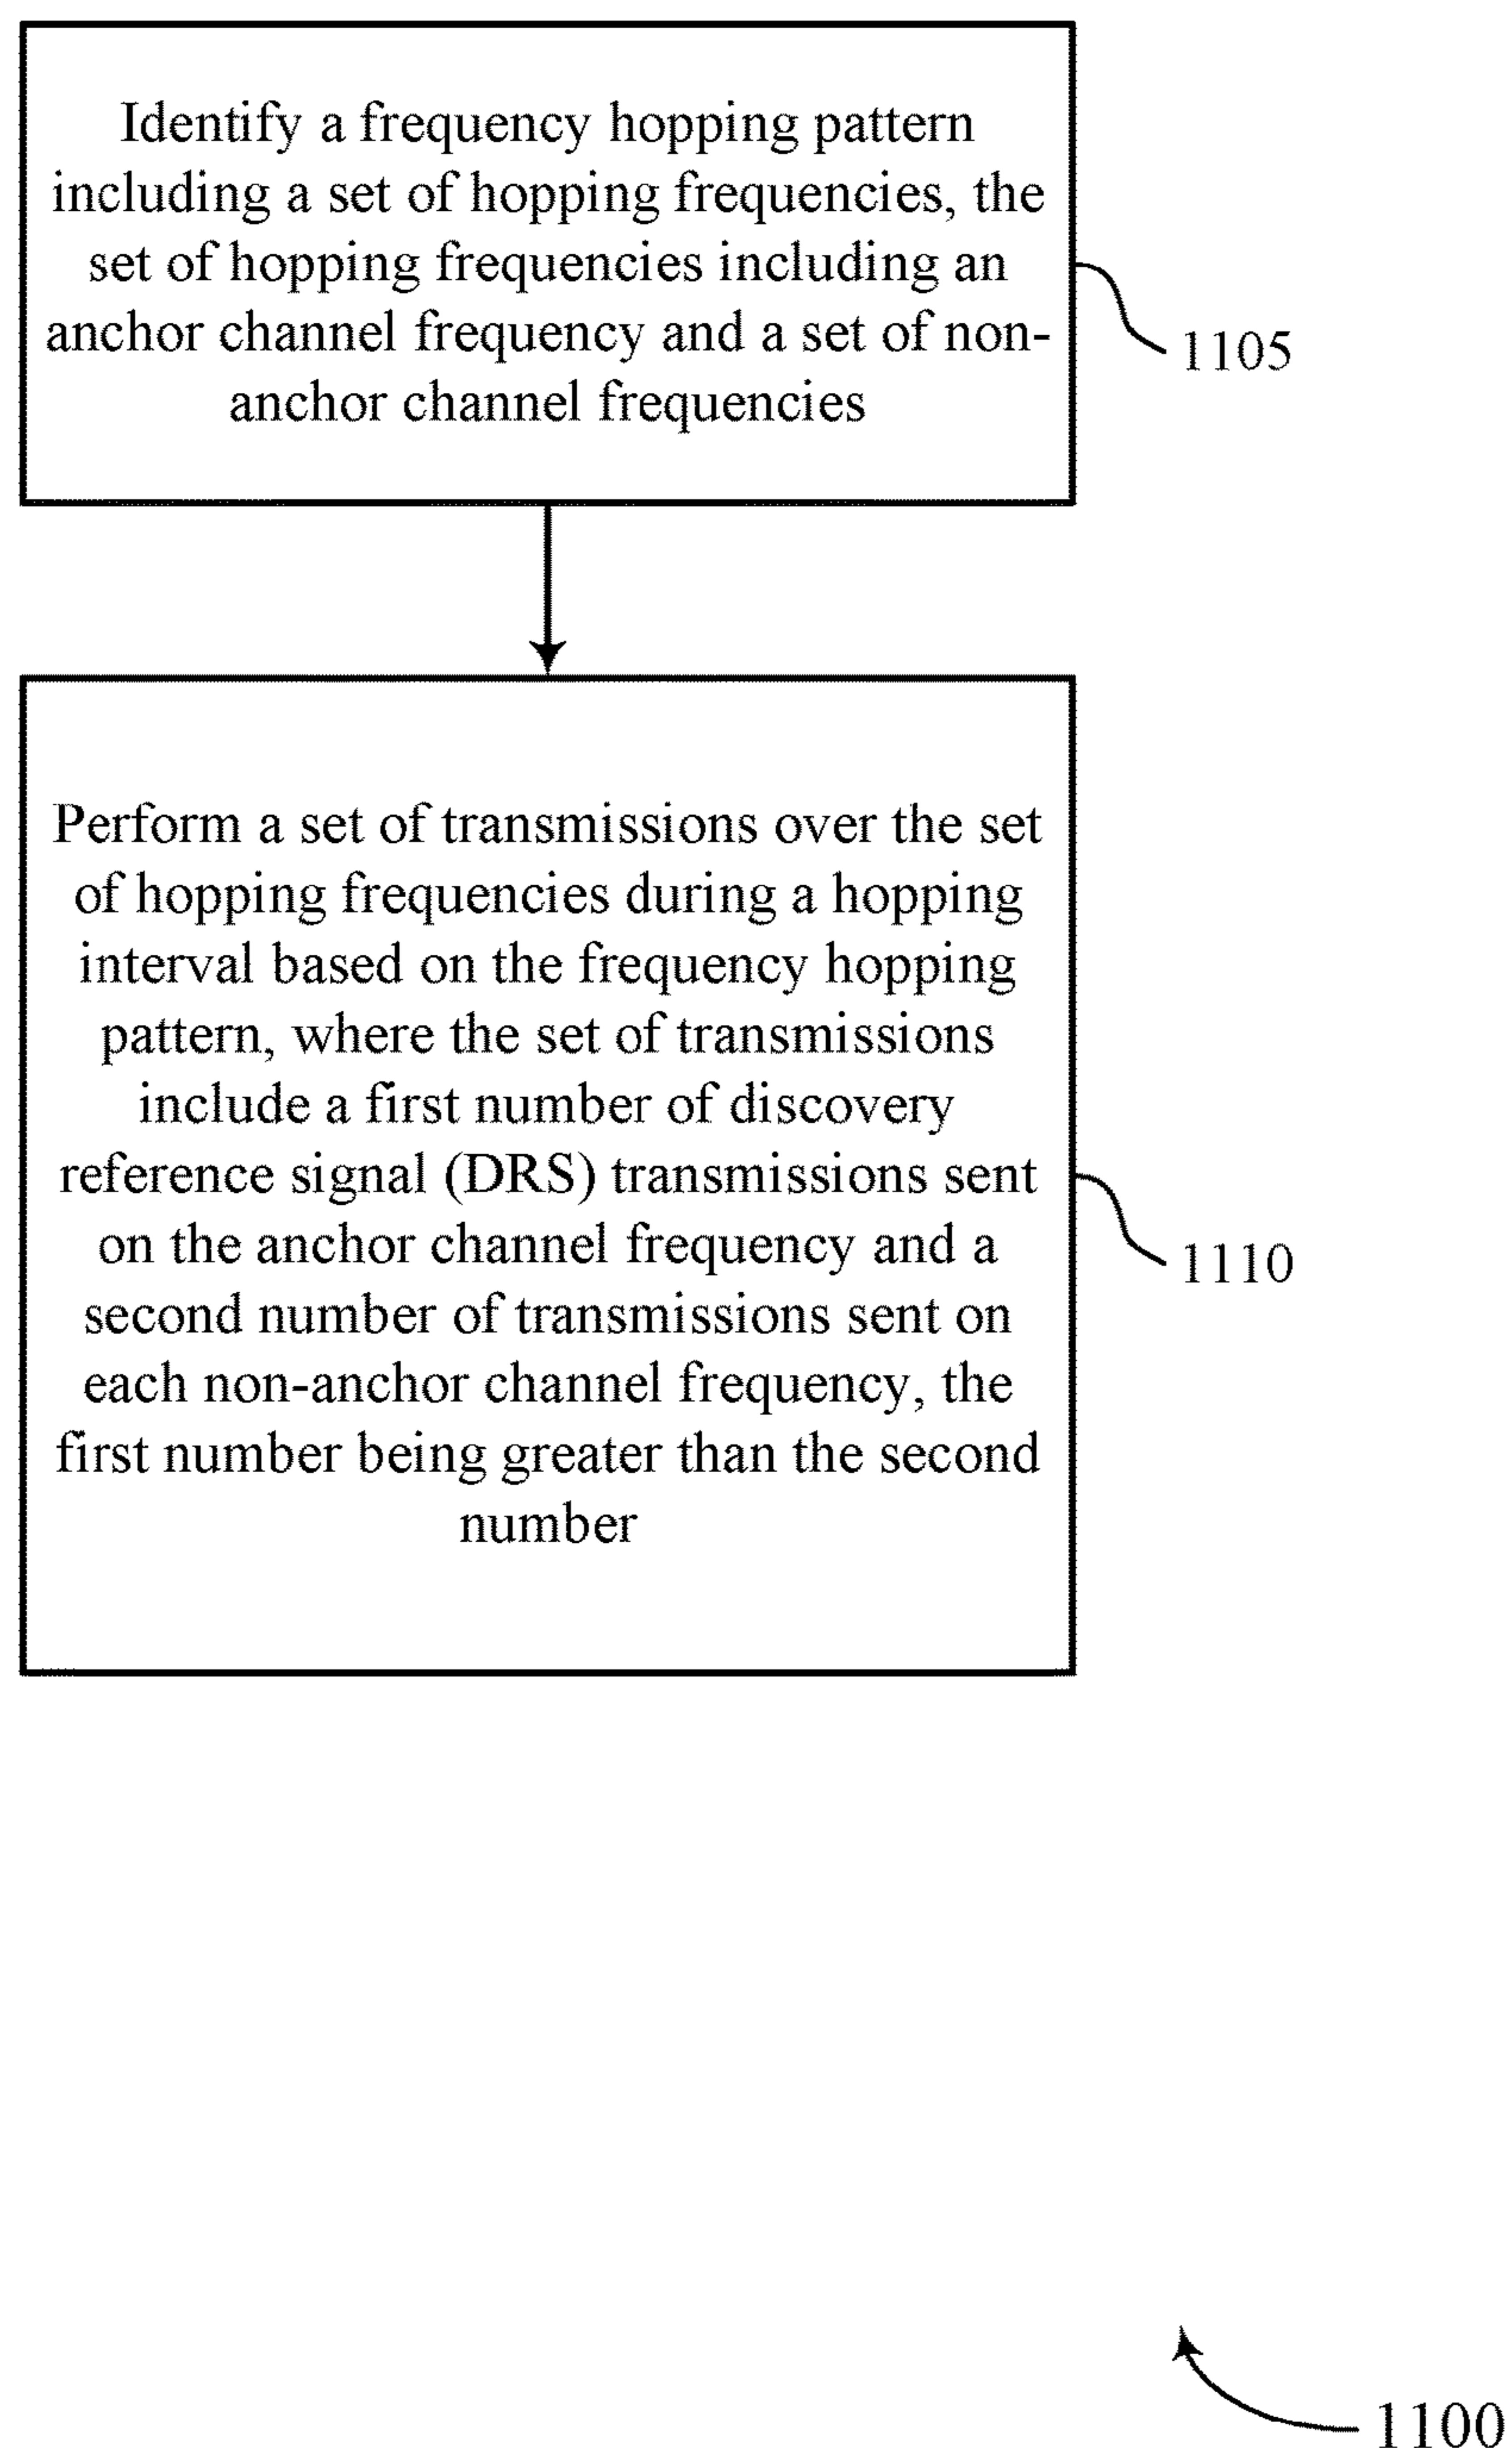 Identify a frequency hopping pattern
including a set of hopping frequencies, the
set of hopping frequencies including an
anchor channel frequency and a set of non-
anchor channel frequencies
1105
Perform a set of transmissions over the set
of hopping frequencies during a hopping
interval based on the frequency hopping
pattern, where the set of transmissions
include a first number of discovery
reference signal (DRS) transmissions sent
on the anchor channel frequency and a
second number of transmissions sent on
each non-anchor channel frequency, the
first number being greater than the second
number
1110
1100